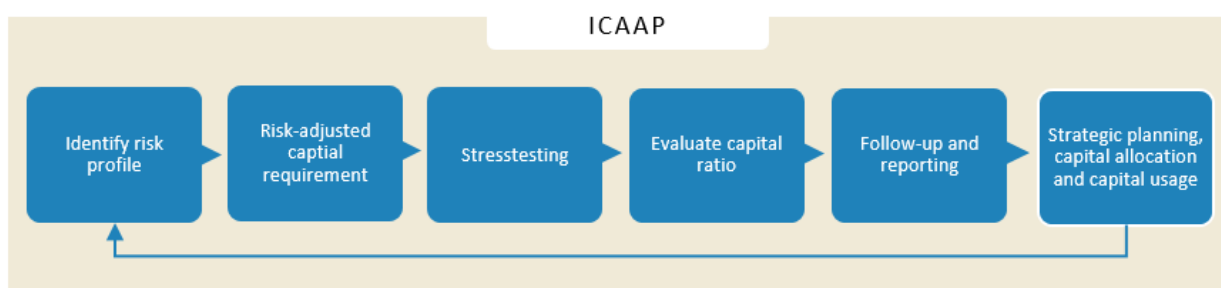 ICAAP
Identify risk
profile
Risk-adjusted
captial
requirement
Stresstesting
Evaluate capital
ratio
Follow-up and
reporting
Strategic planning,
capital allocation
and capital usage